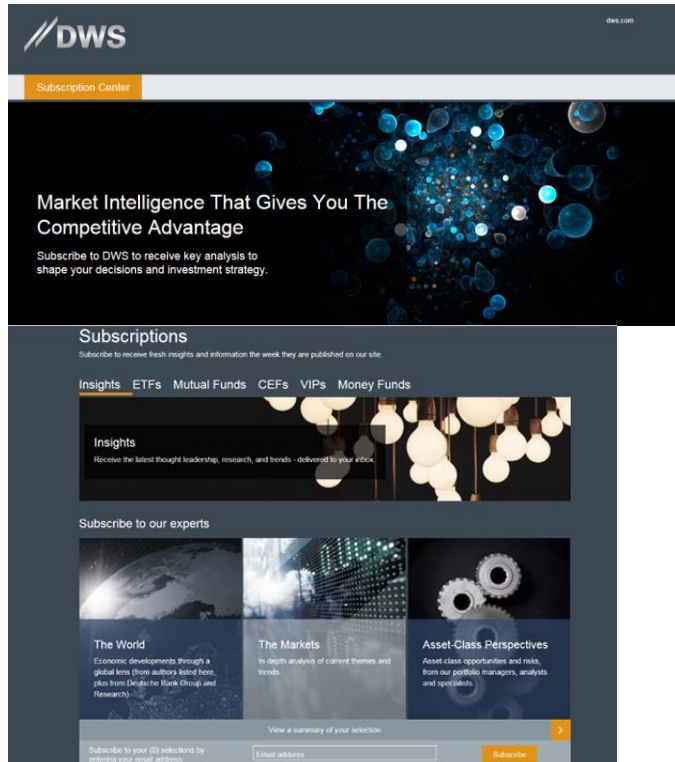 DWS
dws.com
Subscription Center
Market Intelligence That Gives You The
Competitive Advantage
Subscribe to DWS to receive key analysis to
shape your decisions and investment strategy.
Subscriptions
Subscribe to receive fresh insights and information the week they are published on our site.
Insights ETFs Mutual Funds CEFs VIPs Money Funds
Insights
Receive the latest thought leadership, research, and trends - delivered to your inbox.
Subscribe to our experts
The World
Economic developments through a
global lens (from authors listed here,
plus from Deutsche Bank Group and
Research)
The Markets
In-depth analysis of current themes and
trends.
Asset-Class Perspectives
Asset-class opportunities and risks,
from our portfolio managers, analysts
and specialists.
View a summary of your selection
Subscribe to your (0) selections by
entering your email address.
Email address
Subscribe